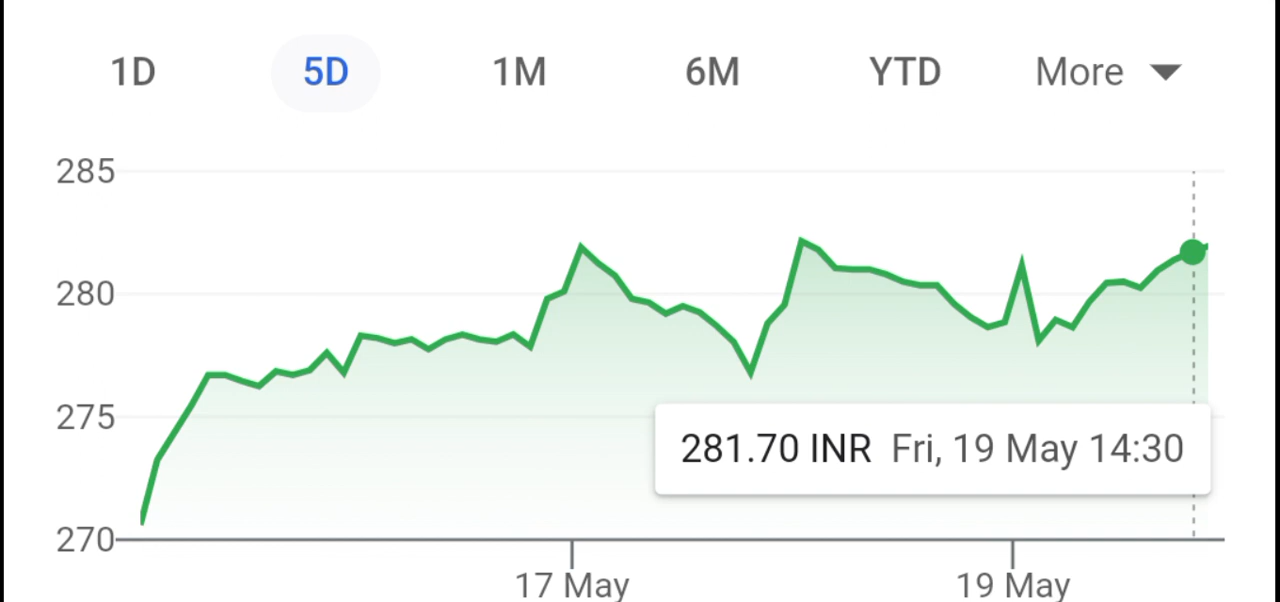 1D 5D 1M 6M YTD More
285
280
275
281.70 INR Fri, 19 May 14:30
270
17 May 19 May